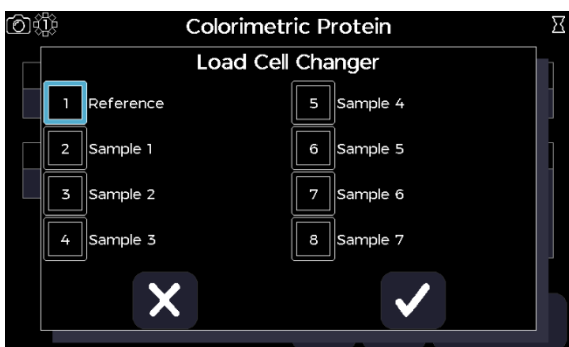 1
Colorimetric Protein
Load Cell Changer
1 Reference
2 Sample 1
3 Sample 2
4 Sample 3
5 Sample 4
6 Sample 5
7 Sample 6
8 Sample 7